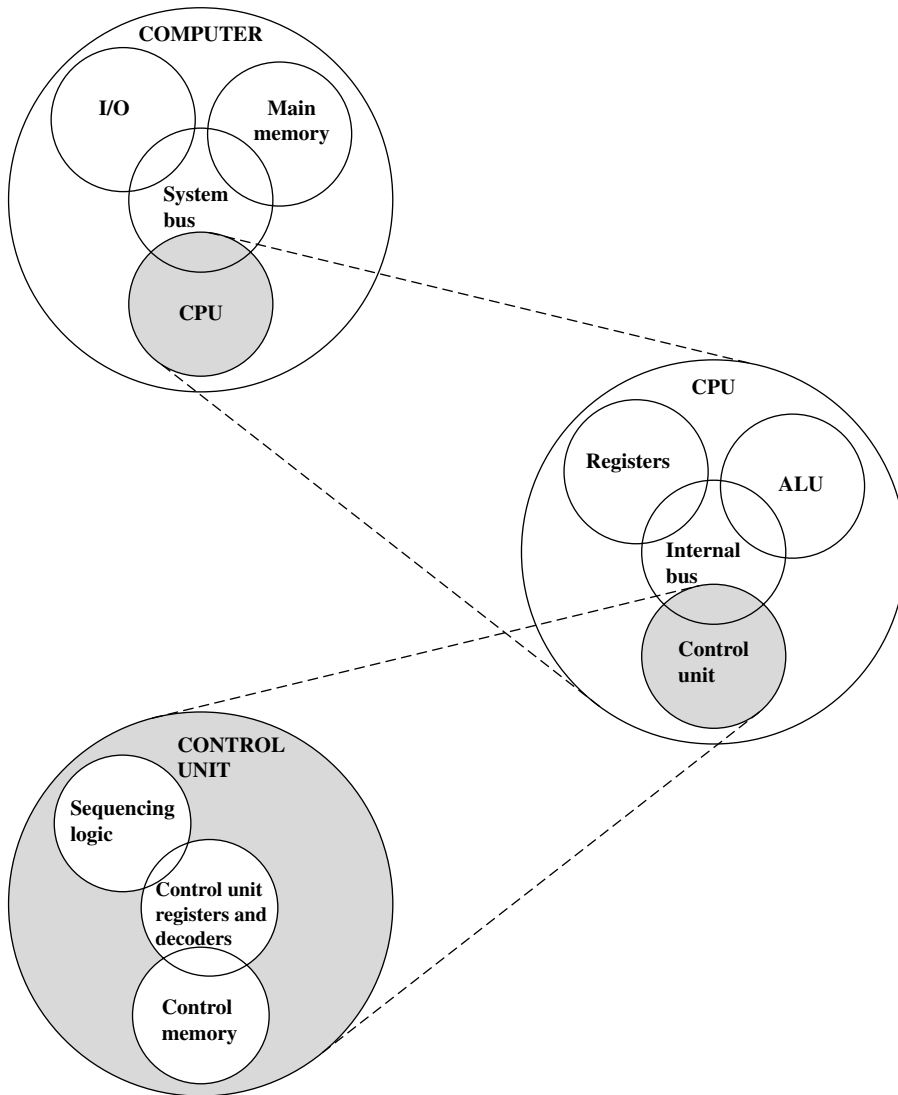 COMPUTER
I/O
Main
memory
System
bus
CPU
CPU
Registers
ALU
Internal
bus
Control
unit
CONTROL
UNIT
Sequencing
logic
Control unit
registers and
decoders
Control
memory